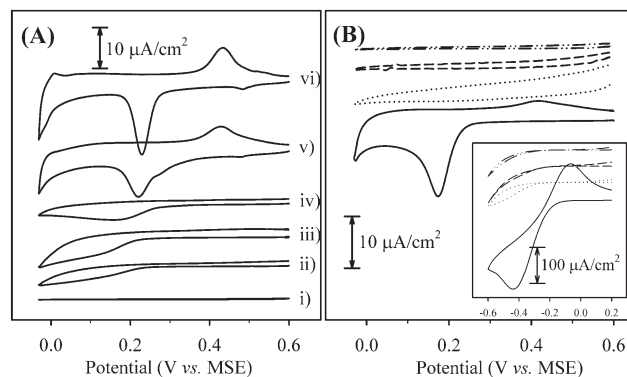 (A)
10 μA/cm²
vi)
v)
iv)
iii)
ii)
i)
0.0 0.2 0.4 0.6
Potential (V vs. MSE)
(B)
10 μA/cm²
100 μA/cm²
-0.6 -0.4 -0.2 0.0 0.2
0.0 0.2 0.4 0.6
Potential (V vs. MSE)